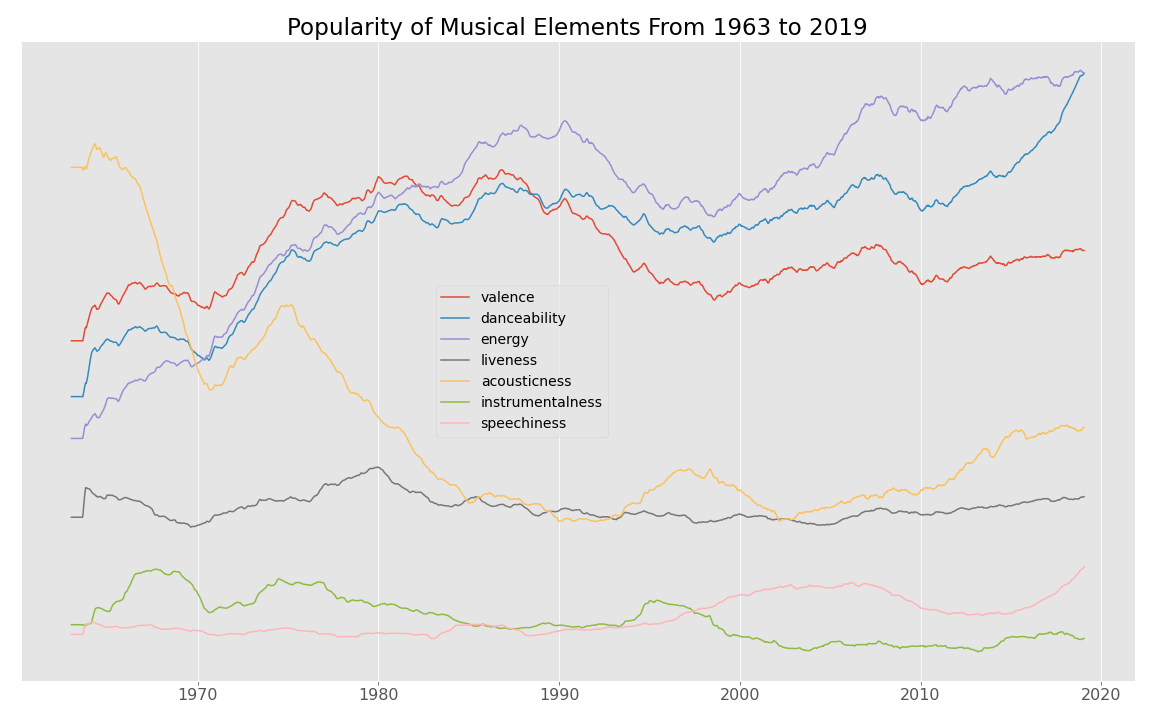 Popularity of Musical Elements From 1963 to 2019
valence
danceability
energy
liveness
acousticness
instrumentalness
speechiness
1970 1980 1990 2000 2010 2020